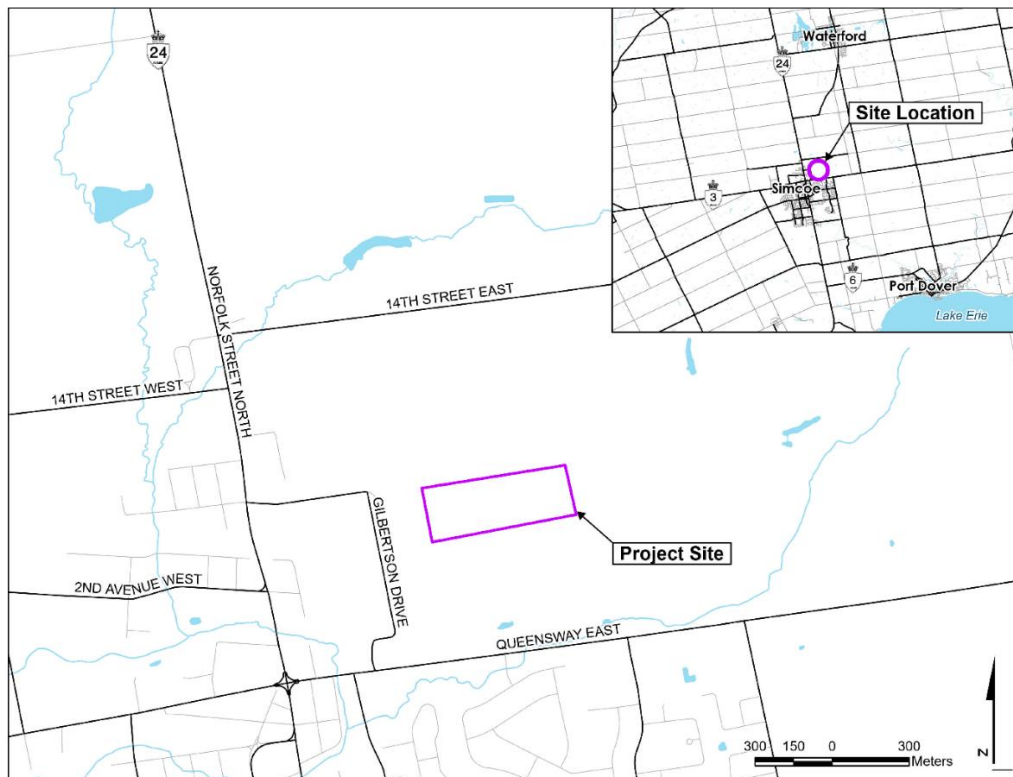 24
Waterford
24
Site Location
Simcoe
3
6
Port Dover
Lake Erie
NORFOLK STREET NORTH
14TH STREET EAST
14TH STREET WEST
GILBERTSON DRIVE
Project Site
2ND AVENUE WEST
QUEENSWAY EAST
N
300 150 0 300
Meters